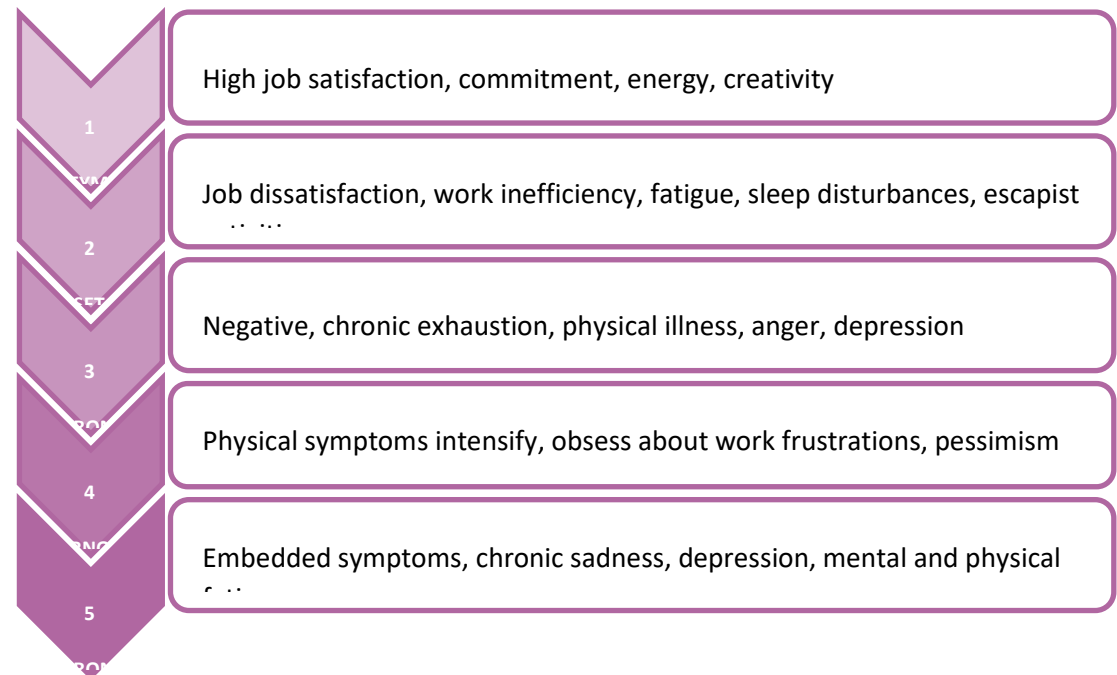 High job satisfaction, commitment, energy, creativity
1
Job dissatisfaction, work inefficiency, fatigue, sleep disturbances, escapist
2
Negative, chronic exhaustion, physical illness, anger, depression
3
Physical symptoms intensify, obsess about work frustrations, pessimism
4
Embedded symptoms, chronic sadness, depression, mental and physical
5